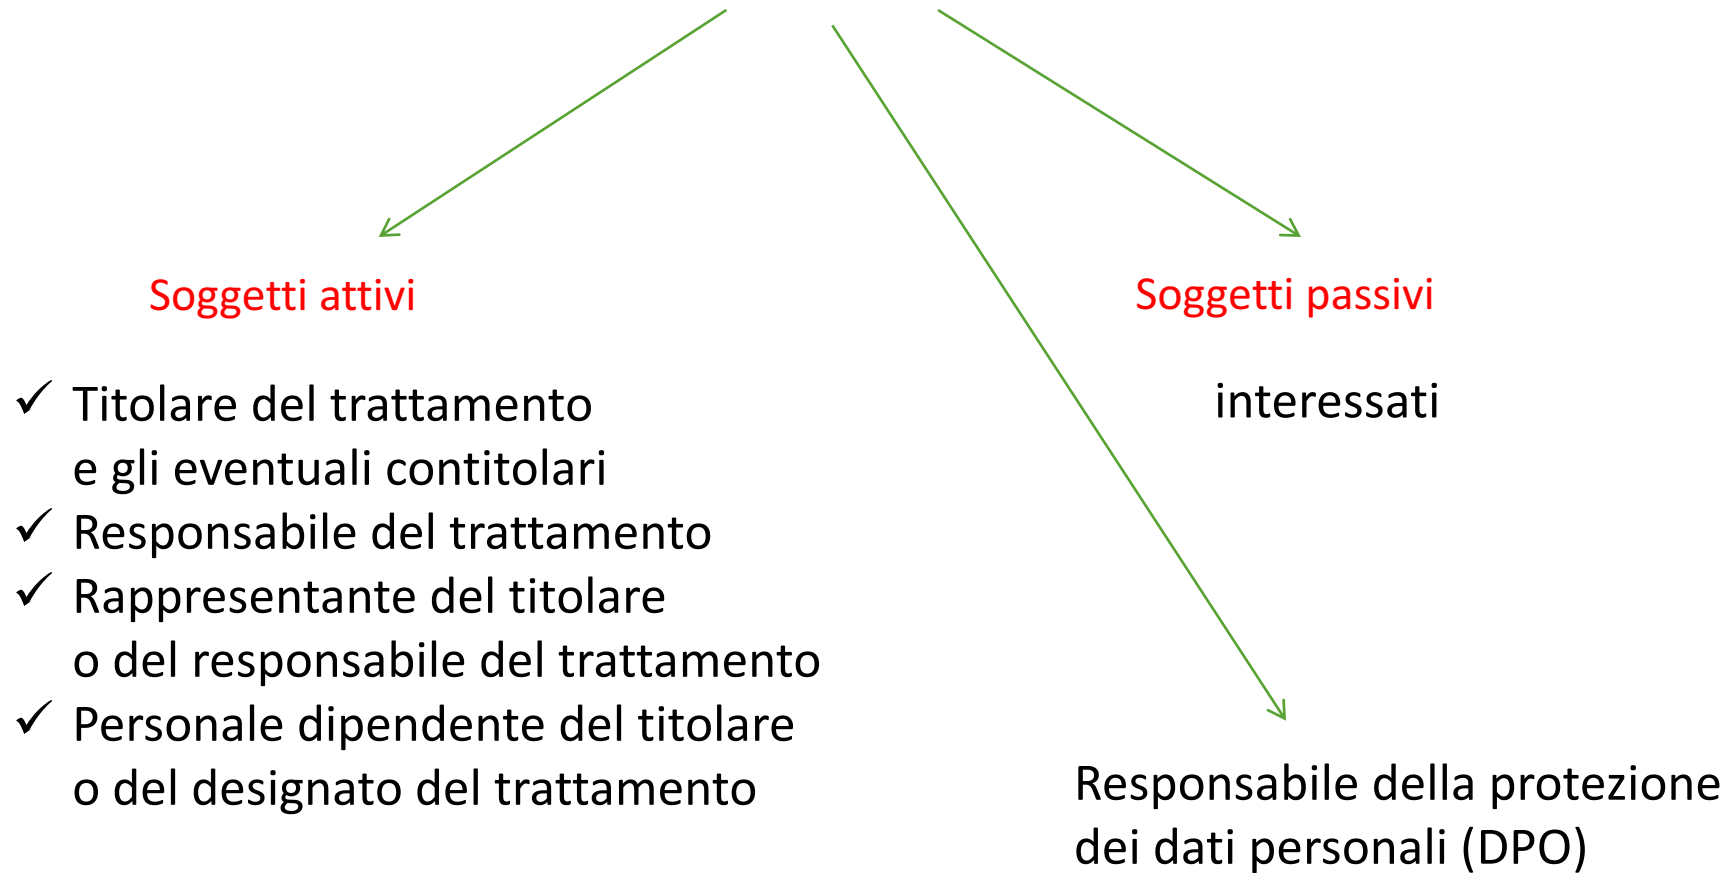 Soggetti attivi
Titolare del trattamento
e gli eventuali contitolari
Responsabile del trattamento
Rappresentante del titolare
o del responsabile del trattamento
Personale dipendente del titolare
o del designato del trattamento
Soggetti passivi
interessati
Responsabile della protezione
dei dati personali (DPO)